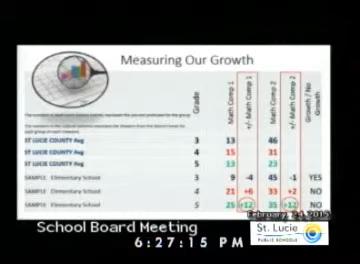 Measuring Our Growth
Grade
Math Comp 1
+/- Math Comp 1
Math Comp 2
+/- Math Comp 2
Growth / No Growth
ST LUCIE COUNTY Avg 3 13 46
ST LUCIE COUNTY Avg 4 15 31
ST LUCIE COUNTY Avg 5 13 23
SAMPLE Elementary School 3 9 -4 45 -1 YES
SAMPLE Elementary School 4 21 +6 33 +2 NO
SAMPLE Elementary School 5 25 +12 35 +12 NO
February 24, 2015
School Board Meeting
St. Lucie
PUBLIC SCHOOLS
6:27:15 PM